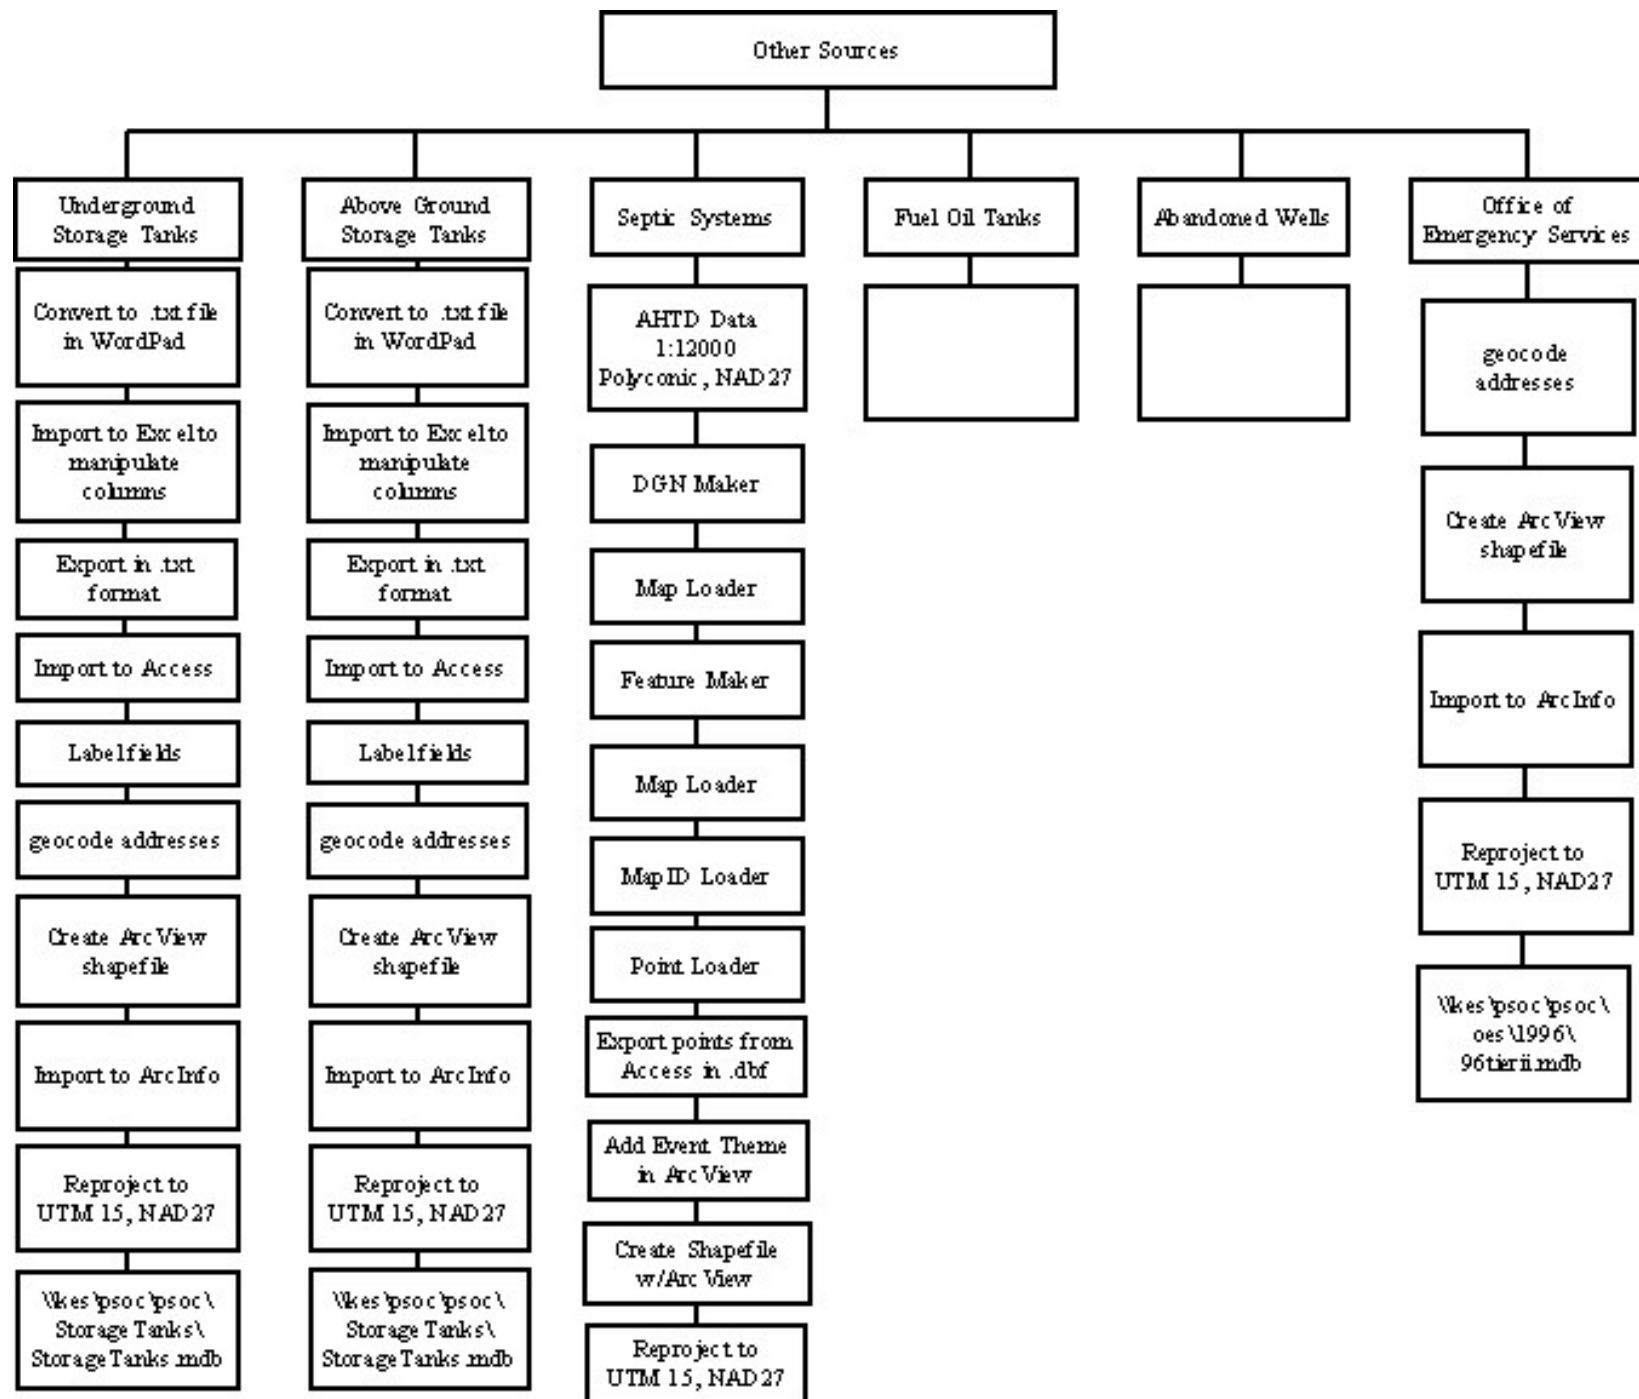 Other Sources
Underground
Storage Tanks
Convert to .txt file
in WordPad
Import to Excel to
manipulate
columns
Export in .txt
format
Import to Access
Label fields
geocode addresses
Create ArcView
shapefile
Import to ArcInfo
Reproject to
UTM 15, NAD27
\\kes\psoc\psoc\
StorageTanks\
StorageTanks.mdb
Above Ground
Storage Tanks
Convert to .txt file
in WordPad
Import to Excel to
manipulate
columns
Export in .txt
format
Import to Access
Label fields
geocode addresses
Create ArcView
shapefile
Import to ArcInfo
Reproject to
UTM 15, NAD27
\\kes\psoc\psoc\
StorageTanks\
StorageTanks.mdb
Septic Systems
AHTD Data
1:12000
Polyconic, NAD27
DGN Maker
Map Loader
Feature Maker
Map Loader
MapID Loader
Point Loader
Export points from
Access in .dbf
Add Event Theme
in ArcView
Create Shapefile
w/ArcView
Reproject to
UTM 15, NAD27
Fuel Oil Tanks
Abandoned Wells
Office of
Emergency Services
geocode
addresses
Create ArcView
shapefile
Import to ArcInfo
Reproject to
UTM 15, NAD27
\\kes\psoc\psoc\
oes\1996\
96tierii.mdb